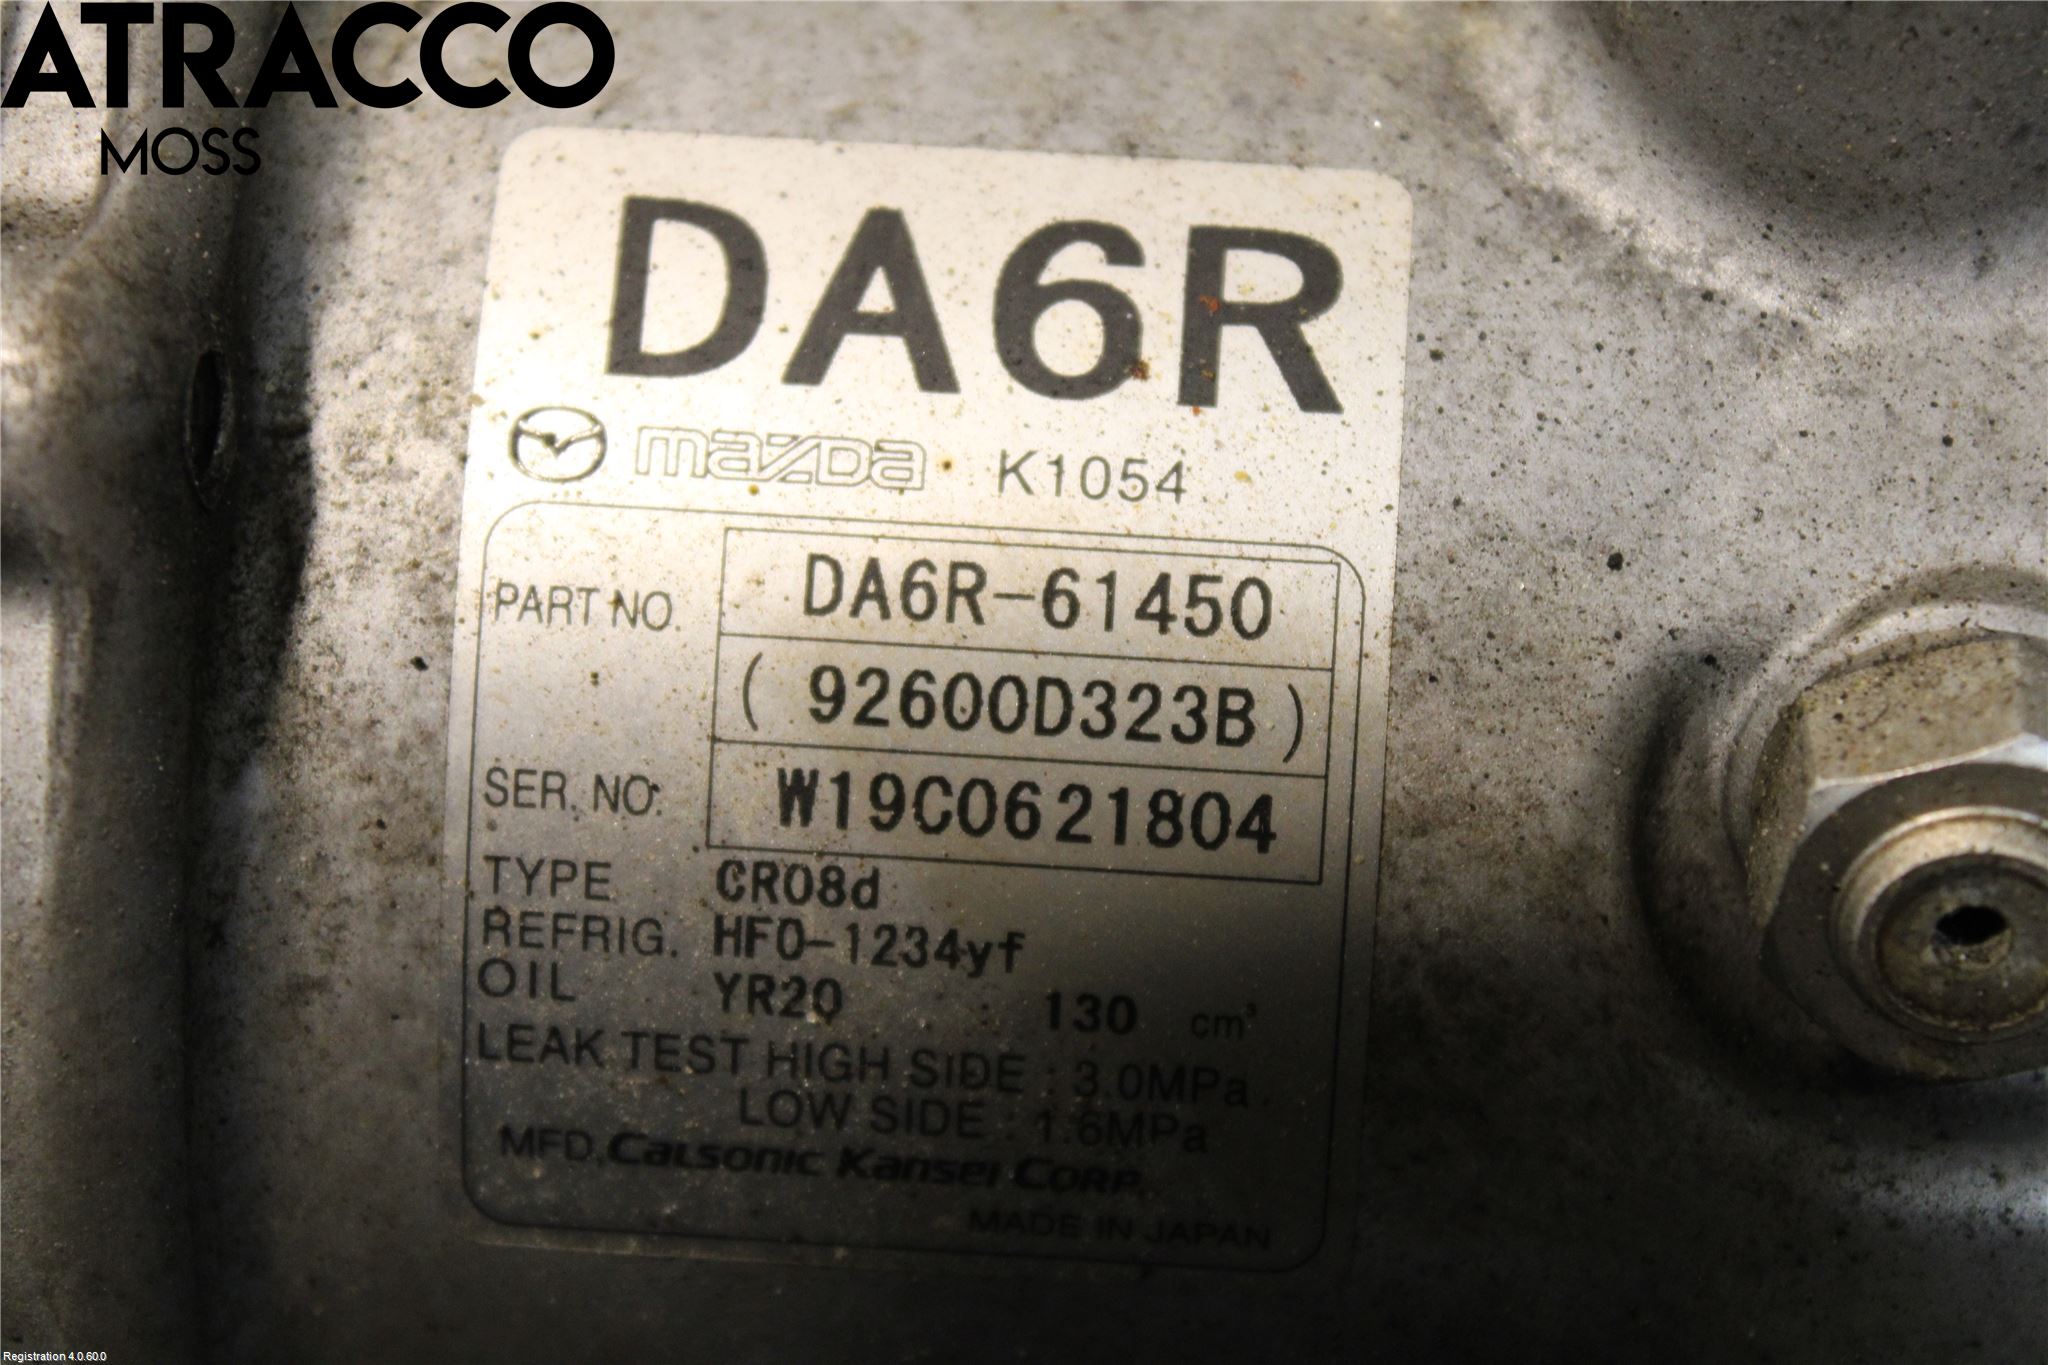 ATRACCO
MOSS
DA6R
mazda K1054
PART NO. DA6R-61450
( 92600D323B )
SER. NO. W19C0621804
TYPE CR08d
REFRIG. HFO-1234yf
OIL YR20 : 130 cm³
LEAK TEST HIGH SIDE : 3.0MPa
LOW SIDE : 1.6MPa
MFD. CALSONIC KANSEI CORP.
MADE IN JAPAN
Registration 4.0.60.0